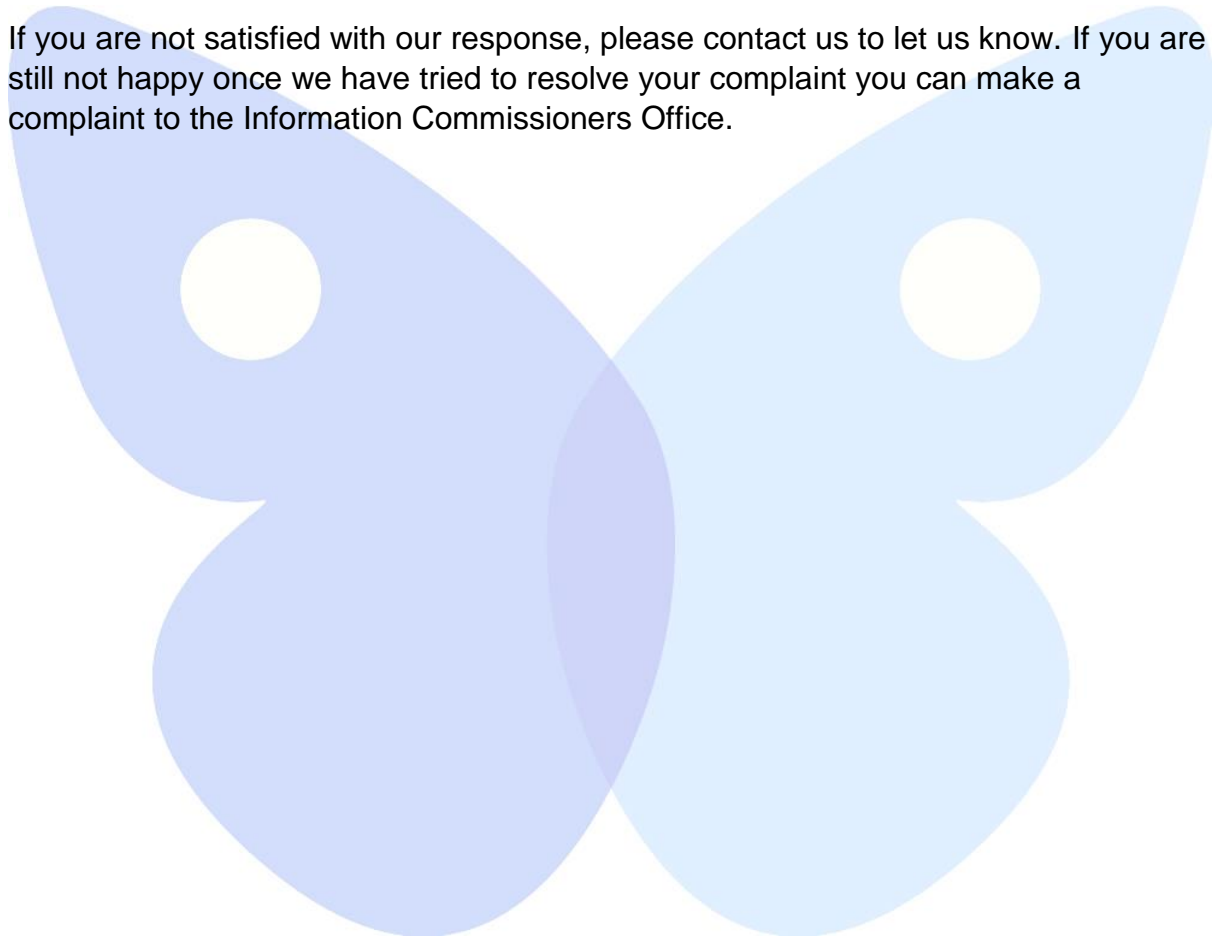 If you are not satisfied with our response, please contact us to let us know. If you are
still not happy once we have tried to resolve your complaint you can make a
complaint to the Information Commissioners Office.